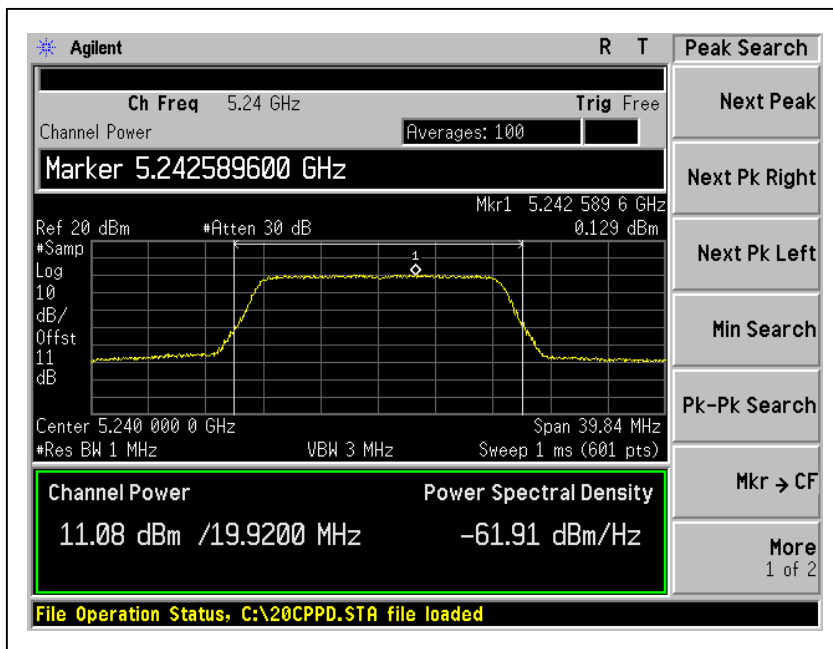 Agilent R T
Peak Search
Ch Freq 5.24 GHz Trig Free
Channel Power Averages: 100
Marker 5.242589600 GHz
Mkr1 5.242 589 6 GHz
Ref 20 dBm #Atten 30 dB 0.129 dBm
#Samp
Log
10
dB/
Offst
11
dB
1
Center 5.240 000 0 GHz Span 39.84 MHz
#Res BW 1 MHz VBW 3 MHz Sweep 1 ms (601 pts)
Channel Power Power Spectral Density
11.08 dBm /19.9200 MHz -61.91 dBm/Hz
File Operation Status, C:\20CPPD.STA file loaded
Next Peak
Next Pk Right
Next Pk Left
Min Search
Pk-Pk Search
Mkr → CF
More
1 of 2